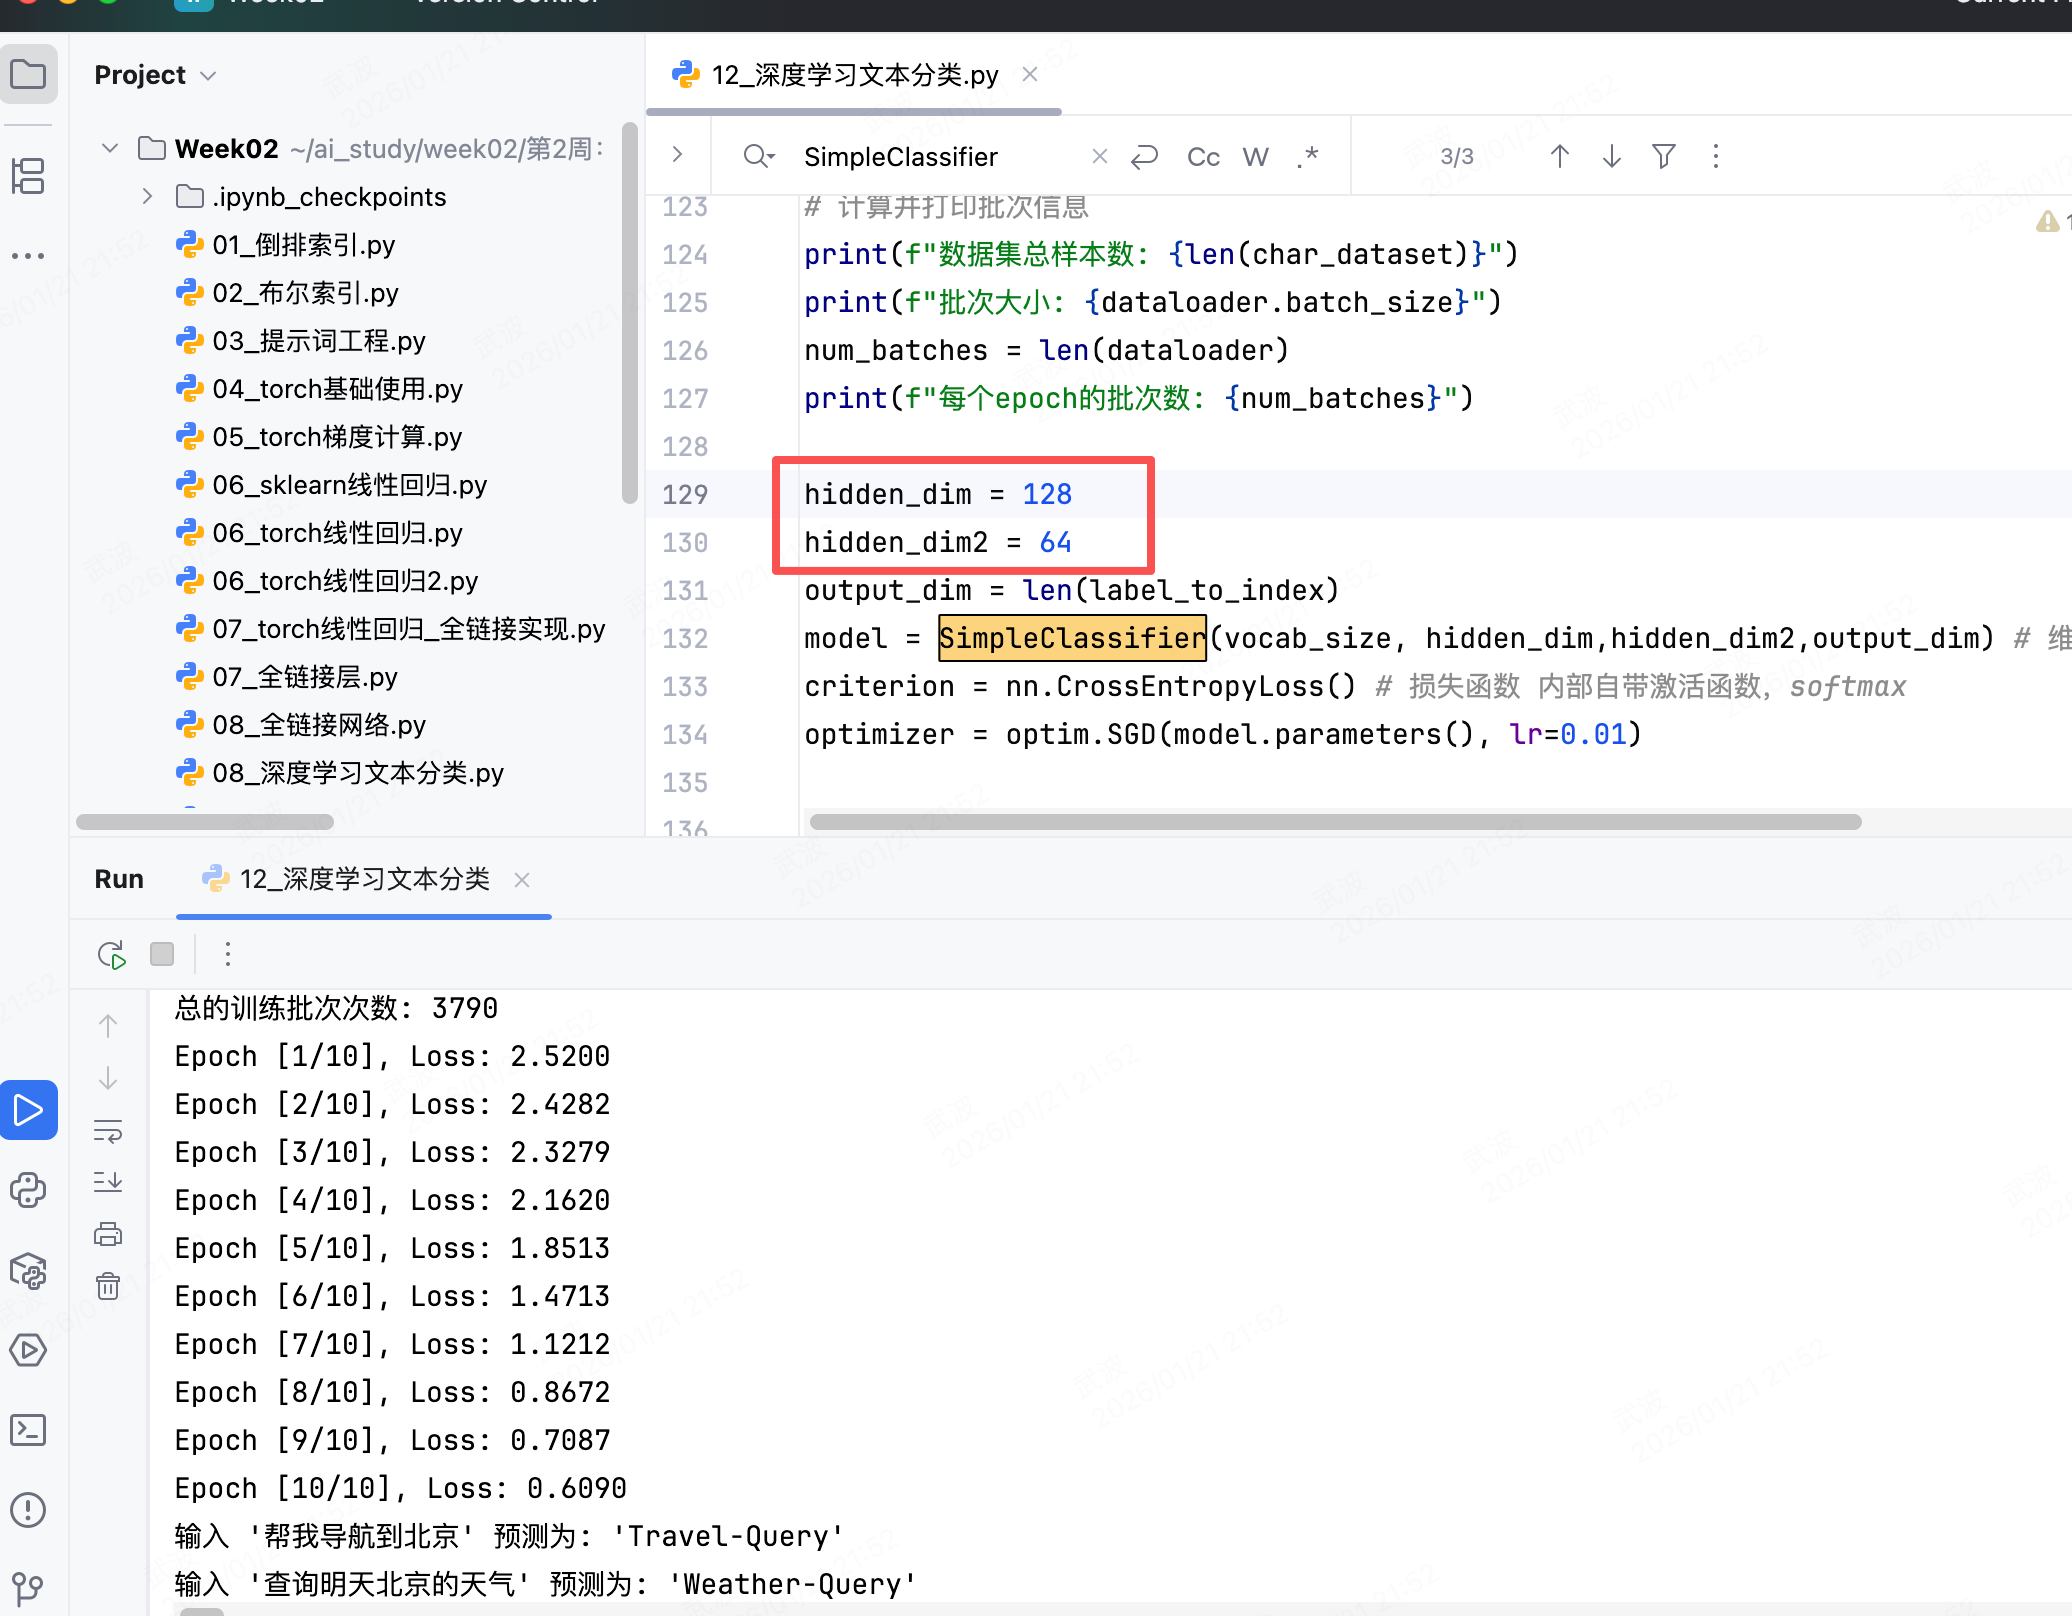 Project
Week02 ~/ai_study/week02/第2周:
.ipynb_checkpoints
01_倒排索引.py
02_布尔索引.py
03_提示词工程.py
04_torch基础使用.py
05_torch梯度计算.py
06_sklearn线性回归.py
06_torch线性回归.py
06_torch线性回归2.py
07_torch线性回归_全链接实现.py
07_全链接层.py
08_全链接网络.py
08_深度学习文本分类.py
12_深度学习文本分类.py
SimpleClassifier
Cc W .*
3/3
123 # 计算并打印批次信息
124 print(f"数据集总样本数: {len(char_dataset)}")
125 print(f"批次大小: {dataloader.batch_size}")
126 num_batches = len(dataloader)
127 print(f"每个epoch的批次数: {num_batches}")
128
129 hidden_dim = 128
130 hidden_dim2 = 64
131 output_dim = len(label_to_index)
132 model = SimpleClassifier(vocab_size, hidden_dim,hidden_dim2,output_dim) # 维
133 criterion = nn.CrossEntropyLoss() # 损失函数 内部自带激活函数，softmax
134 optimizer = optim.SGD(model.parameters(), lr=0.01)
135
136
Run
12_深度学习文本分类
总的训练批次次数: 3790
Epoch [1/10], Loss: 2.5200
Epoch [2/10], Loss: 2.4282
Epoch [3/10], Loss: 2.3279
Epoch [4/10], Loss: 2.1620
Epoch [5/10], Loss: 1.8513
Epoch [6/10], Loss: 1.4713
Epoch [7/10], Loss: 1.1212
Epoch [8/10], Loss: 0.8672
Epoch [9/10], Loss: 0.7087
Epoch [10/10], Loss: 0.6090
输入 '帮我导航到北京' 预测为: 'Travel-Query'
输入 '查询明天北京的天气' 预测为: 'Weather-Query'
武波
2026/01/21 21:52